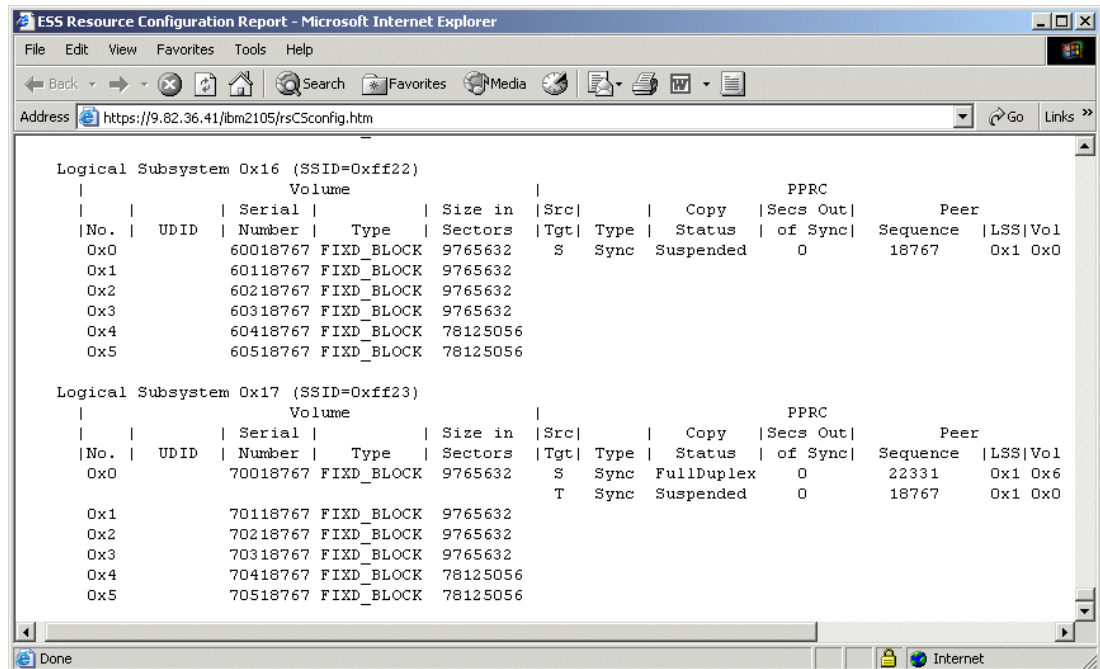 ESS Resource Configuration Report - Microsoft Internet Explorer
File Edit View Favorites Tools Help
Back Search Favorites Media
Address https://9.82.36.41/ibm2105/rsCSconfig.htm Go Links »
Logical Subsystem 0x16 (SSID=0xff22)
| Volume | PPRC
| | | Serial | | Size in |Src| | Copy |Secs Out| Peer
|No. | UDID | Number | Type | Sectors |Tgt| Type | Status | of Sync| Sequence |LSS|Vol
0x0 60018767 FIXD_BLOCK 9765632 S Sync Suspended 0 18767 0x1 0x0
0x1 60118767 FIXD_BLOCK 9765632
0x2 60218767 FIXD_BLOCK 9765632
0x3 60318767 FIXD_BLOCK 9765632
0x4 60418767 FIXD_BLOCK 78125056
0x5 60518767 FIXD_BLOCK 78125056
Logical Subsystem 0x17 (SSID=0xff23)
| Volume | PPRC
| | | Serial | | Size in |Src| | Copy |Secs Out| Peer
|No. | UDID | Number | Type | Sectors |Tgt| Type | Status | of Sync| Sequence |LSS|Vol
0x0 70018767 FIXD_BLOCK 9765632 S Sync FullDuplex 0 22331 0x1 0x6
T Sync Suspended 0 18767 0x1 0x0
0x1 70118767 FIXD_BLOCK 9765632
0x2 70218767 FIXD_BLOCK 9765632
0x3 70318767 FIXD_BLOCK 9765632
0x4 70418767 FIXD_BLOCK 78125056
0x5 70518767 FIXD_BLOCK 78125056
Done Internet